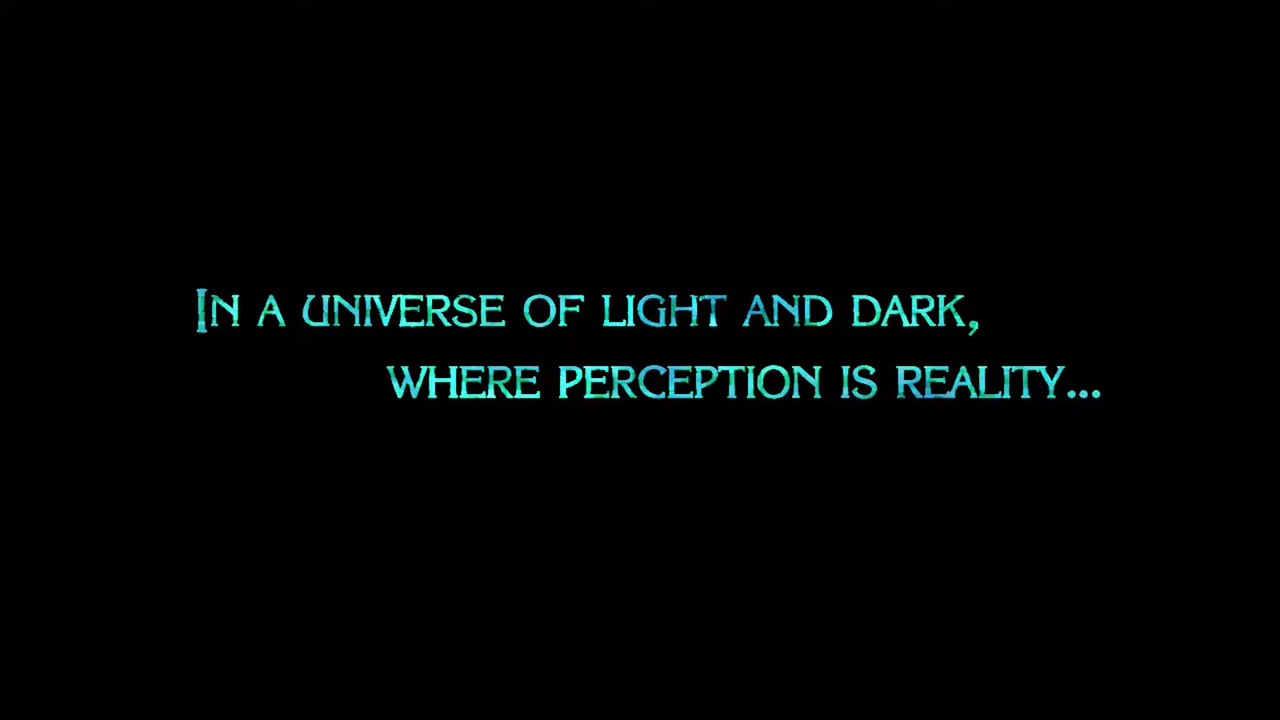 In a universe of light and dark,
where perception is reality...